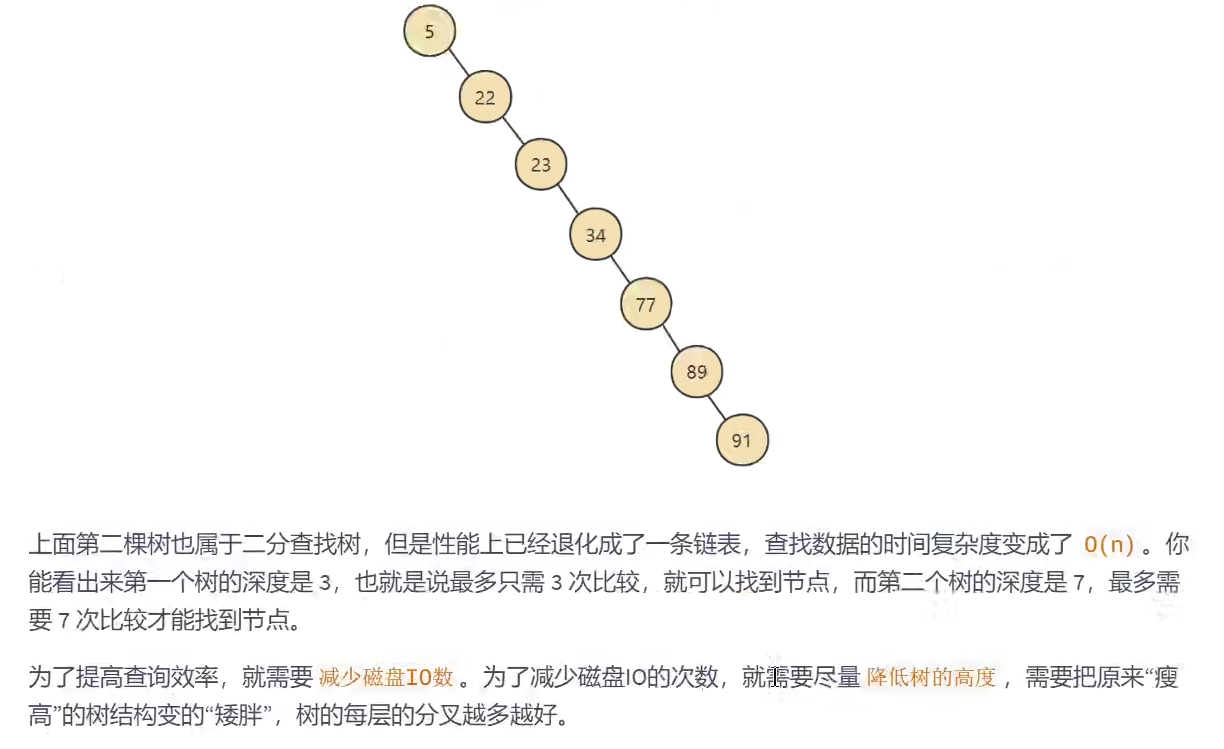 5
22
23
34
77
89
91
上面第二棵树也属于二分查找树，但是性能上已经退化成了一条链表，查找数据的时间复杂度变成了 O(n) 。你
能看出来第一个树的深度是 3，也就是说最多只需 3 次比较，就可以找到节点，而第二个树的深度是 7，最多需
要 7 次比较才能找到节点。
为了提高查询效率，就需要 减少磁盘IO数 。为了减少磁盘IO的次数，就需要尽量 降低树的高度 ，需要把原来“瘦
高”的树结构变的“矮胖”，树的每层的分叉越多越好。